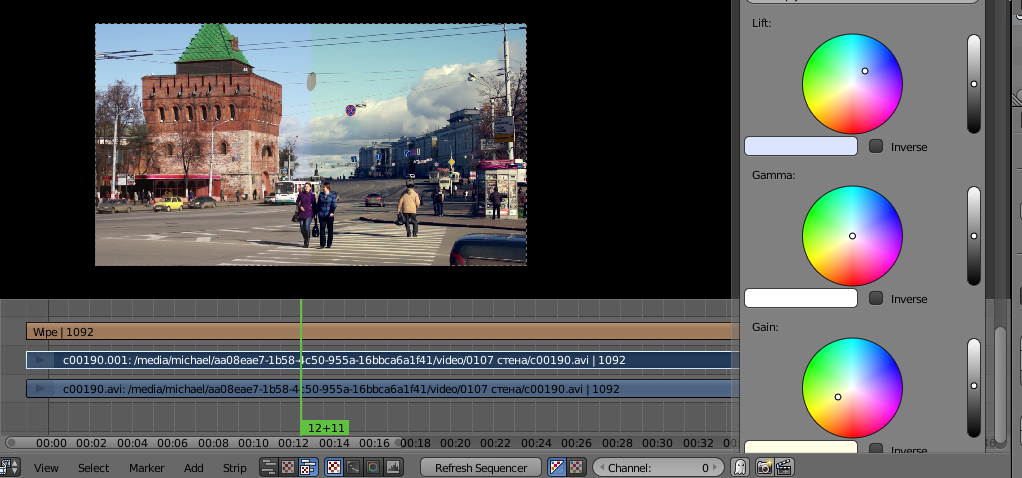 Lift:
Inverse
Gamma:
Inverse
Gain:
Wipe | 1092
c00190.001: /media/michael/aa08eae7-1b58-4c50-955a-16bbca6a1f41/video/0107 стена/c00190.avi | 1092
c00190.avi: /media/michael/aa08eae7-1b58-4c50-955a-16bbca6a1f41/video/0107 стена/c00190.avi | 1092
12+11
00:00 00:02 00:04 00:06 00:08 00:10 00:12 00:14 00:16 00:18 00:20 00:22 00:24 00:26 00:28 00:30 00:32
Inverse
View Select Marker Add Strip Refresh Sequencer Channel: 0